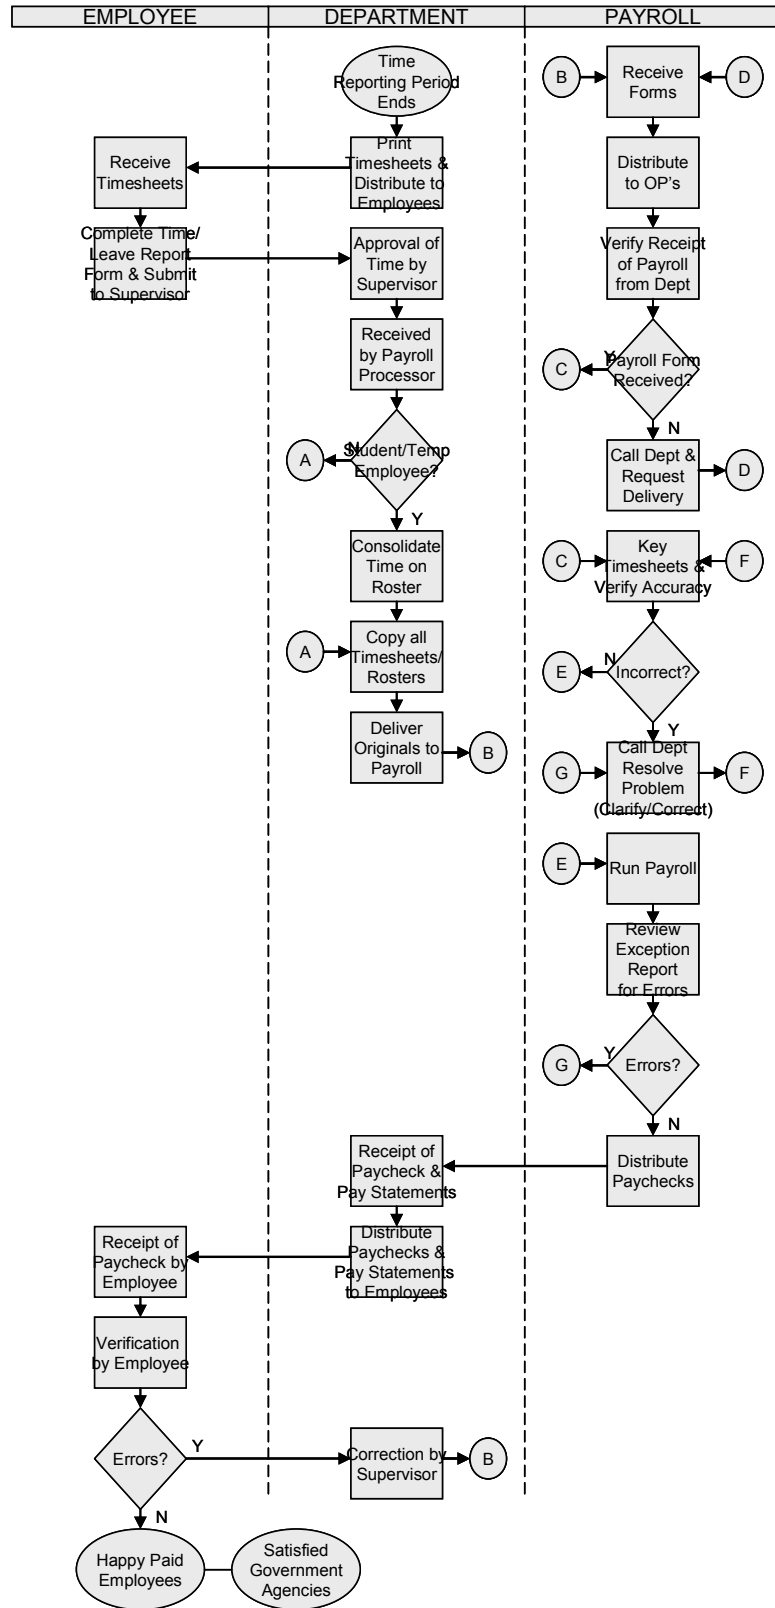 EMPLOYEE
DEPARTMENT
PAYROLL
Time
Reporting Period
Ends
Print
Timesheets &
Distribute to
Employees
Receive
Timesheets
Complete Time/
Leave Report
Form & Submit
to Supervisor
Approval of
Time by
Supervisor
Received
by Payroll
Processor
Student/Temp
Employee?
N
A
Y
Consolidate
Time on
Roster
A
Copy all
Timesheets/
Rosters
Deliver
Originals to
Payroll
B
B
Receive
Forms
D
Distribute
to OP's
Verify Receipt
of Payroll
from Dept
Payroll Form
Received?
Y
C
N
Call Dept &
Request
Delivery
D
C
Key
Timesheets &
Verify Accuracy
F
Incorrect?
N
E
Y
G
Call Dept
Resolve
Problem
(Clarify/Correct)
F
E
Run Payroll
Review
Exception
Report
for Errors
Errors?
Y
G
N
Distribute
Paychecks
Receipt of
Paycheck &
Pay Statements
Distribute
Paychecks &
Pay Statements
to Employees
Receipt of
Paycheck by
Employee
Verification
by Employee
Errors?
Y
Correction by
Supervisor
B
N
Happy Paid
Employees
Satisfied
Government
Agencies